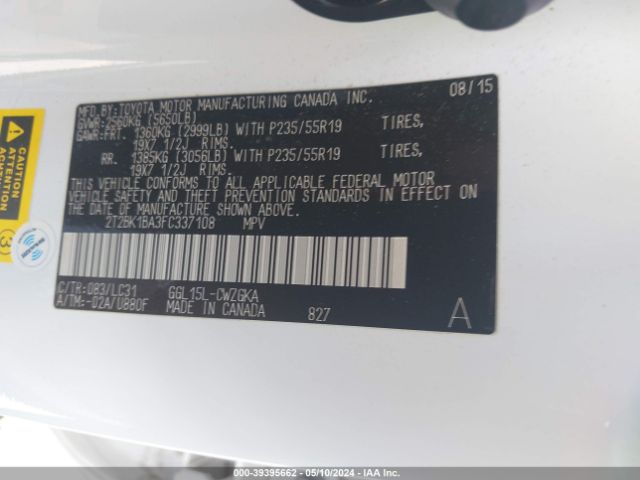 MFD.BY:TOYOTA MOTOR MANUFACTURING CANADA INC. 08/15
GVWR: 2560KG (5650LB)
GAWR:FRT. 1360KG (2999LB) WITH P235/55R19 TIRES,
19X7 1/2J RIMS.
RR. 1385KG (3056LB) WITH P235/55R19 TIRES,
19X7 1/2J RIMS.
THIS VEHICLE CONFORMS TO ALL APPLICABLE FEDERAL MOTOR
VEHICLE SAFETY AND THEFT PREVENTION STANDARDS IN EFFECT ON
THE DATE OF MANUFACTURE SHOWN ABOVE.
2T2BK1BA3FC337108 MPV
C/TR: 083/LC31 GGL15L-CWZGKA
A/TM:-02A/U880F MADE IN CANADA 827 A
CAUTION
ACHTUNG
ATTENTION
000-39395662 / 05/10/2024 / IAA Inc.